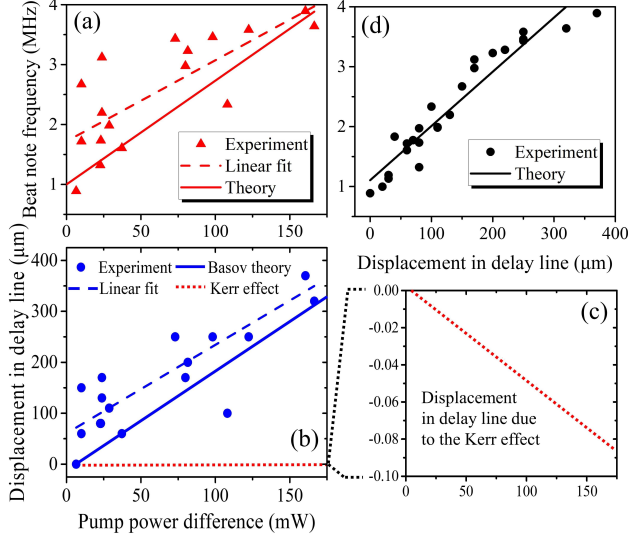 (a)
Beat note frequency (MHz)
4
3
2
1
Experiment
Linear fit
Theory
0 50 100 150
(d)
4
3
2
1
Experiment
Theory
0 100 200 300 400
Displacement in delay line (μm)
Displacement in delay line (μm)
400
300
200
100
0
Experiment Basov theory
Linear fit Kerr effect
(b)
0 50 100 150
Pump power difference (mW)
0.00
-0.02
-0.04
-0.06
-0.08
-0.10
(c)
Displacement
in delay line due
to the Kerr effect
0 50 100 150